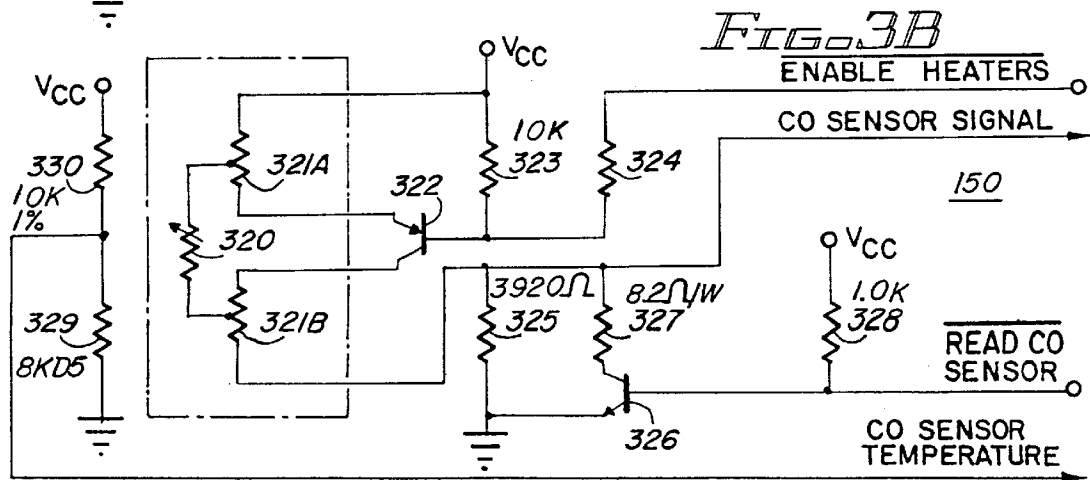 FIG. 3B
VCC
VCC
ENABLE HEATERS
CO SENSOR SIGNAL
330
10K
1%
321A
10K
323
324
322
150
320
VCC
3920Ω
325
8.2Ω/W
327
1.0K
328
329
8KD5
321B
READ CO
SENSOR
326
CO SENSOR
TEMPERATURE